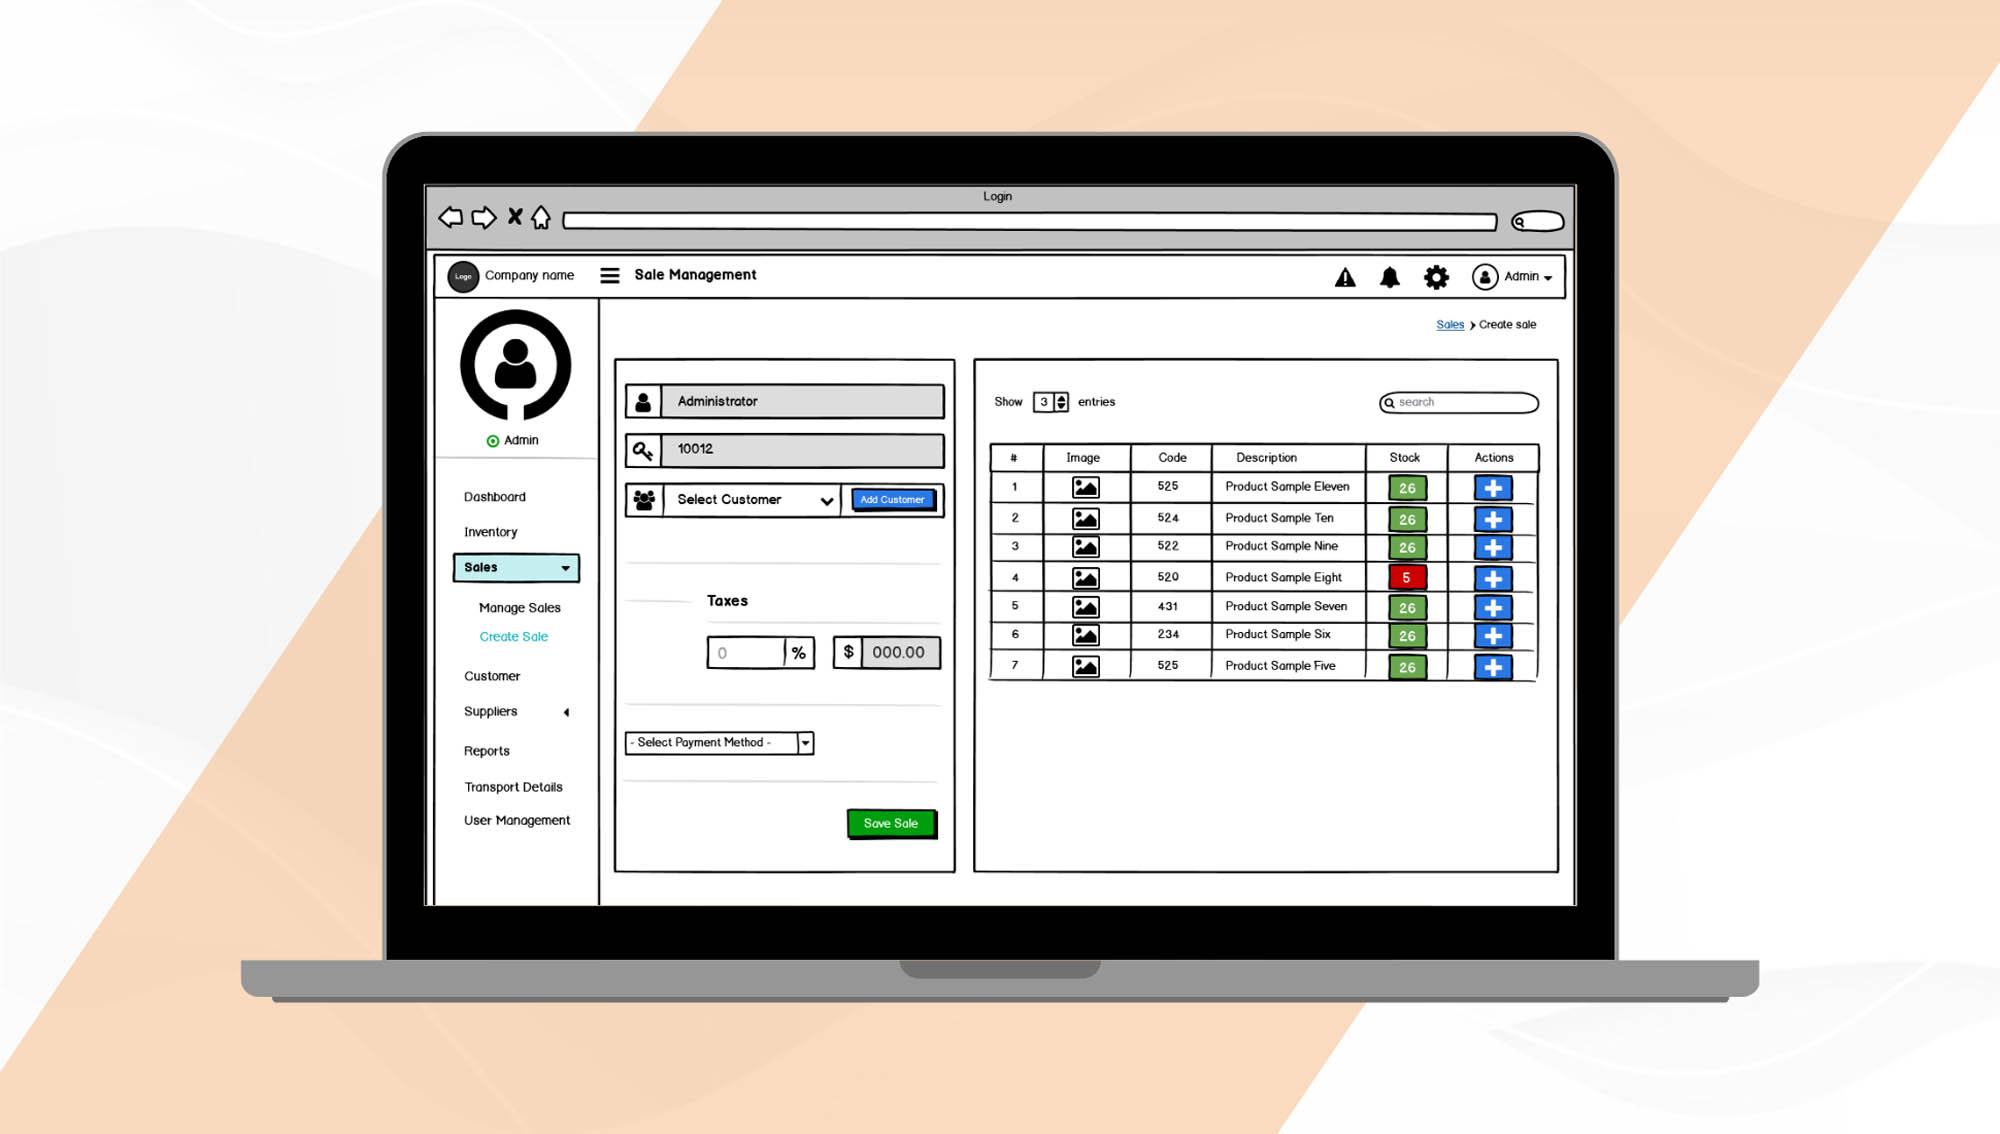 Login
Logo Company name Sale Management Admin
Sales > Create sale
Admin
Dashboard
Inventory
Sales
Manage Sales
Create Sale
Customer
Suppliers
Reports
Transport Details
User Management
Administrator
10012
Select Customer Add Customer
Taxes
0 % $ 000.00
- Select Payment Method -
Save Sale
Show 3 entries search
# Image Code Description Stock Actions
1 525 Product Sample Eleven 26
2 524 Product Sample Ten 26
3 522 Product Sample Nine 26
4 520 Product Sample Eight 5
5 431 Product Sample Seven 26
6 234 Product Sample Six 26
7 525 Product Sample Five 26